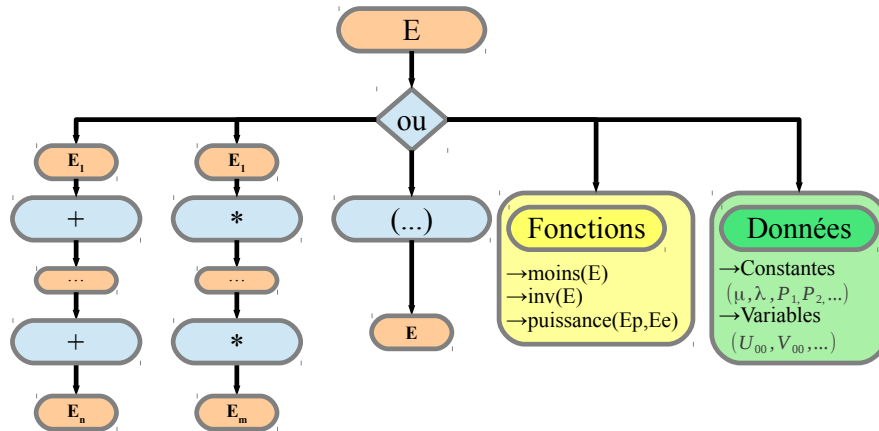 E
ou
E₁
+
...
+
Eₙ
E₁
*
...
*
Eₘ
(...)
E
Fonctions
→moins(E)
→inv(E)
→puissance(Ep,Ee)
Données
→Constantes
(μ, λ, P₁, P₂, ...)
→Variables
(U₀₀, V₀₀, ...)